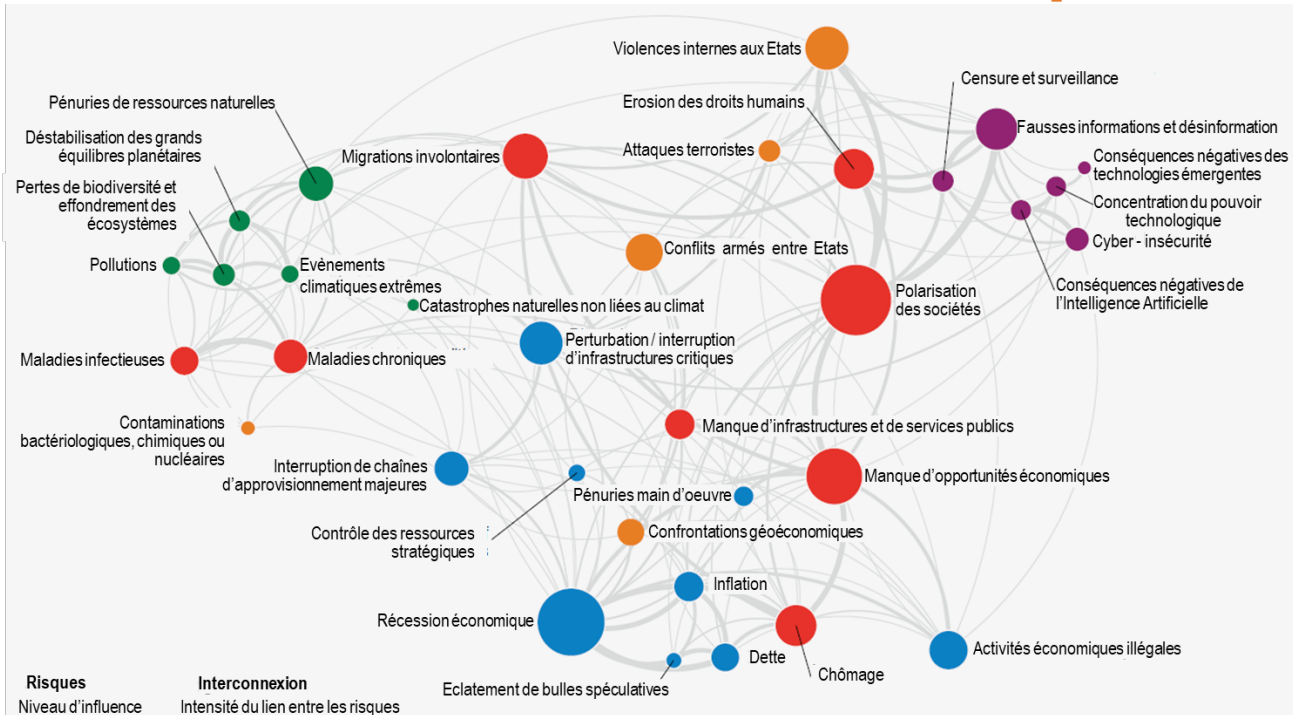 Violences internes aux Etats
Censure et surveillance
Pénuries de ressources naturelles
Erosion des droits humains
Fausses informations et désinformation
Déstabilisation des grands
équilibres planétaires
Migrations involontaires
Attaques terroristes
Conséquences négatives des
technologies émergentes
Pertes de biodiversité et
effondrement des
écosystèmes
Concentration du pouvoir
technologique
Cyber - insécurité
Conflits armés entre Etats
Pollutions
Evènements
climatiques extrêmes
Conséquences négatives de
l'Intelligence Artificielle
Polarisation
des sociétés
Catastrophes naturelles non liées au climat
Perturbation / interruption
d'infrastructures critiques
Maladies infectieuses
Maladies chroniques
Contaminations
bactériologiques, chimiques ou
nucléaires
Manque d'infrastructures et de services publics
Interruption de chaînes
d'approvisionnement majeures
Manque d'opportunités économiques
Pénuries main d'oeuvre
Contrôle des ressources
stratégiques
Confrontations géoéconomiques
Inflation
Récession économique
Dette
Activités économiques illégales
Chômage
Eclatement de bulles spéculatives
Risques
Niveau d'influence
Interconnexion
Intensité du lien entre les risques